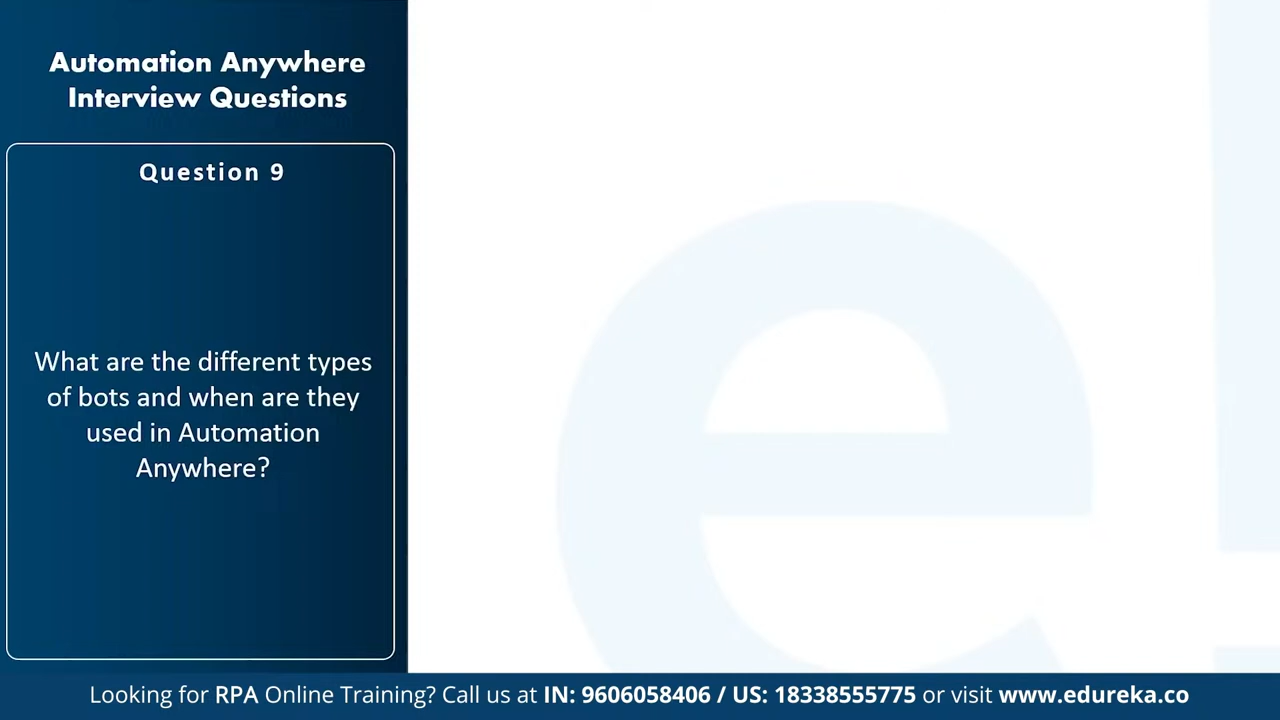 Automation Anywhere
Interview Questions
Question 9
What are the different types
of bots and when are they
used in Automation
Anywhere?
Looking for RPA Online Training? Call us at IN: 9606058406 / US: 18338555775 or visit www.edureka.co